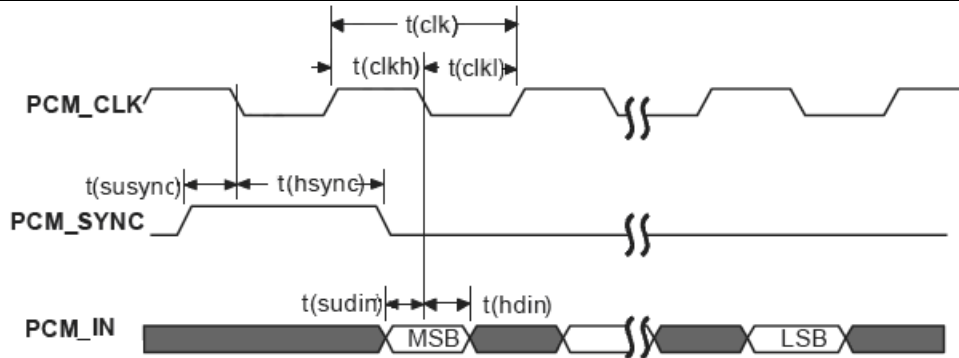 t(clk)
t(clkh)
t(clkl)
PCM_CLK
t(susync)
t(hsync)
PCM_SYNC
t(sudin)
t(hdin)
PCM_IN
MSB
LSB